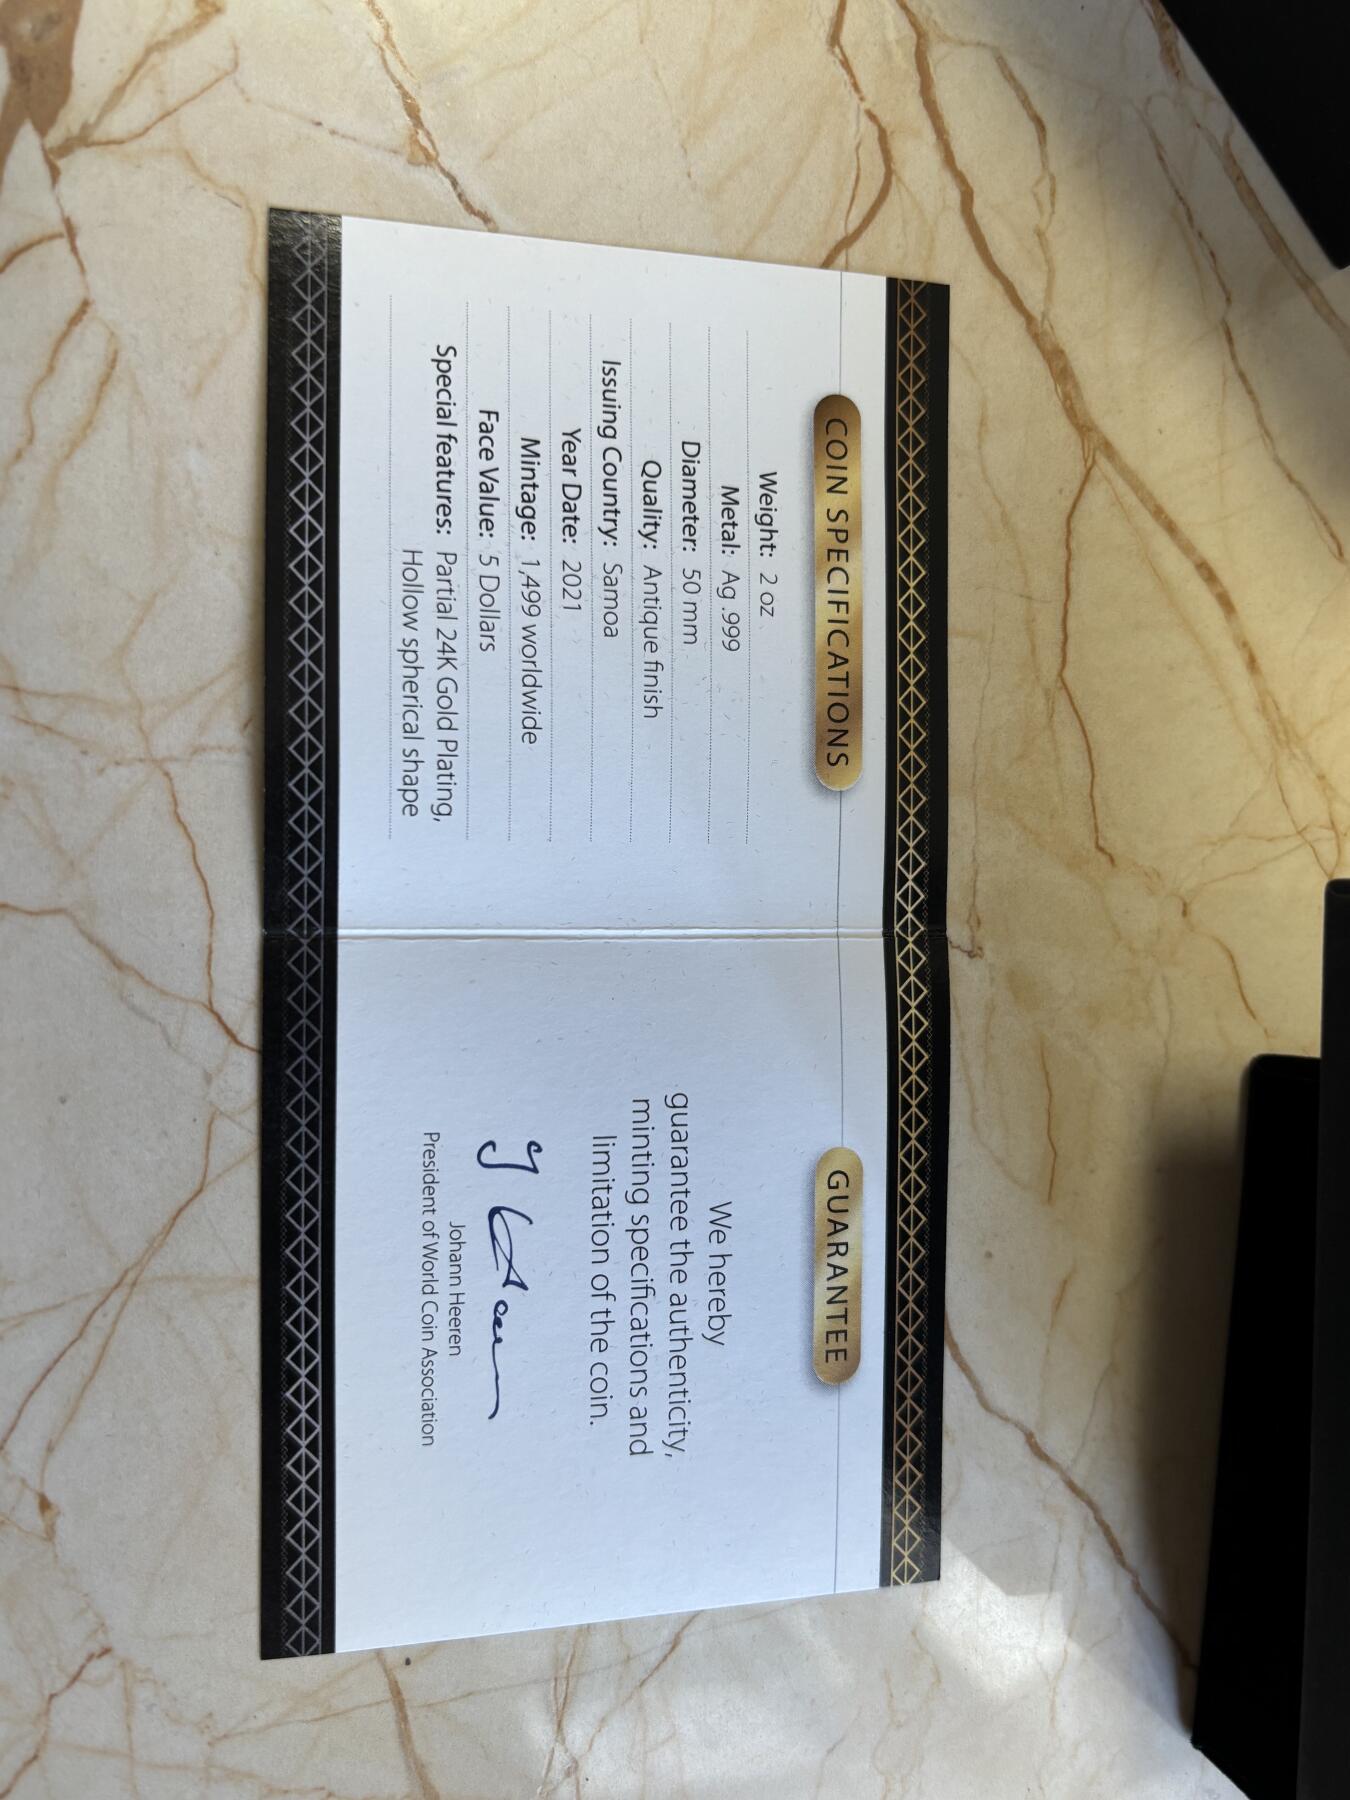 COIN SPECIFICATIONS
Weight: 2 oz
Metal: Ag .999
Diameter: 50 mm
Quality: Antique finish
Issuing Country: Samoa
Year Date: 2021
Mintage: 1,499 worldwide
Face Value: 5 Dollars
Special features: Partial 24K Gold Plating,
Hollow spherical shape
GUARANTEE
We hereby
guarantee the authenticity,
minting specifications and
limitation of the coin.
J Heeren
Johann Heeren
President of World Coin Association